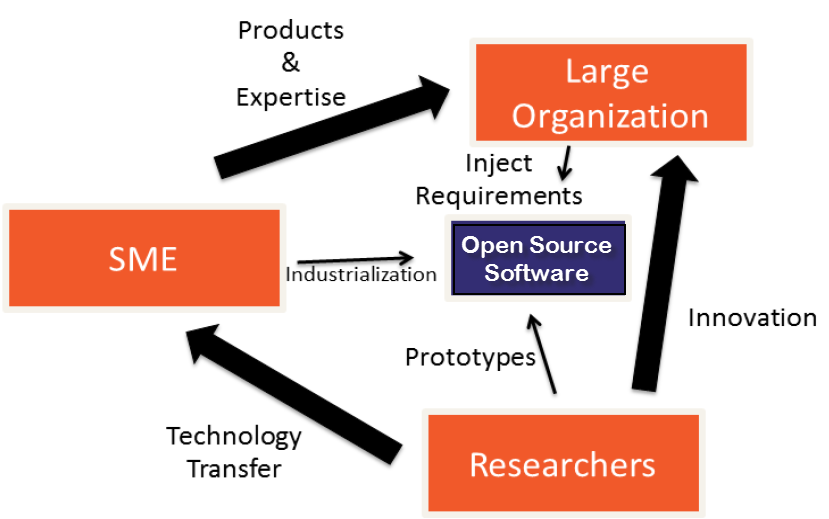 Products
&
Expertise
Large
Organization
Inject
Requirements
SME
Industrialization
Open Source
Software
Innovation
Prototypes
Technology
Transfer
Researchers